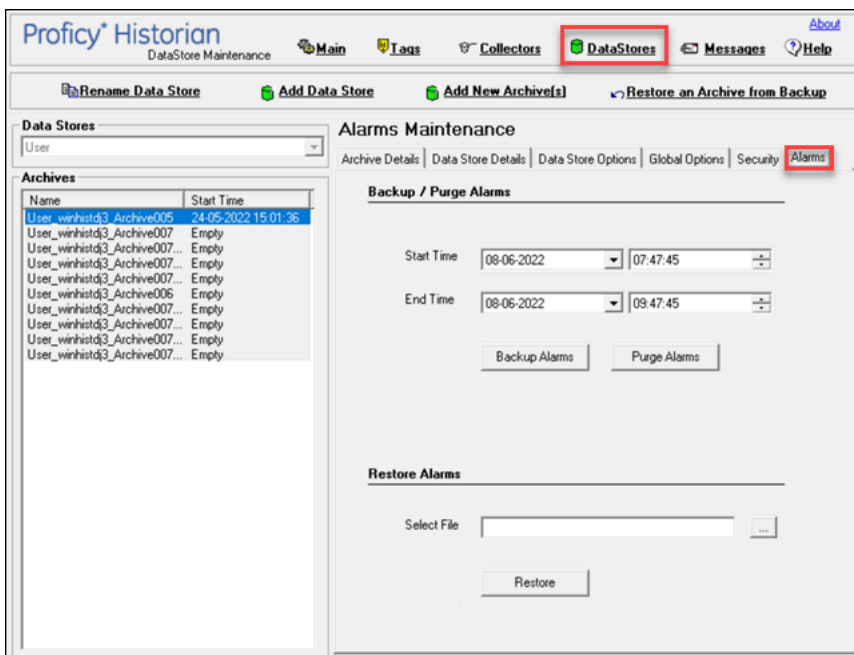 Proficy* Historian
DataStore Maintenance
Main
Tags
Collectors
DataStores
Messages
About
Help
Rename Data Store
Add Data Store
Add New Archive[s]
Restore an Archive from Backup
Data Stores
User
Archives
Name Start Time
User_winhistdj3_Archive005 24-05-2022 15:01:36
User_winhistdj3_Archive007 Empty
User_winhistdj3_Archive007... Empty
User_winhistdj3_Archive007... Empty
User_winhistdj3_Archive007... Empty
User_winhistdj3_Archive006 Empty
User_winhistdj3_Archive007... Empty
User_winhistdj3_Archive007... Empty
User_winhistdj3_Archive007... Empty
User_winhistdj3_Archive007... Empty
Alarms Maintenance
Archive Details Data Store Details Data Store Options Global Options Security Alarms
Backup / Purge Alarms
Start Time 08-06-2022 07:47:45
End Time 08-06-2022 09:47:45
Backup Alarms Purge Alarms
Restore Alarms
Select File ...
Restore